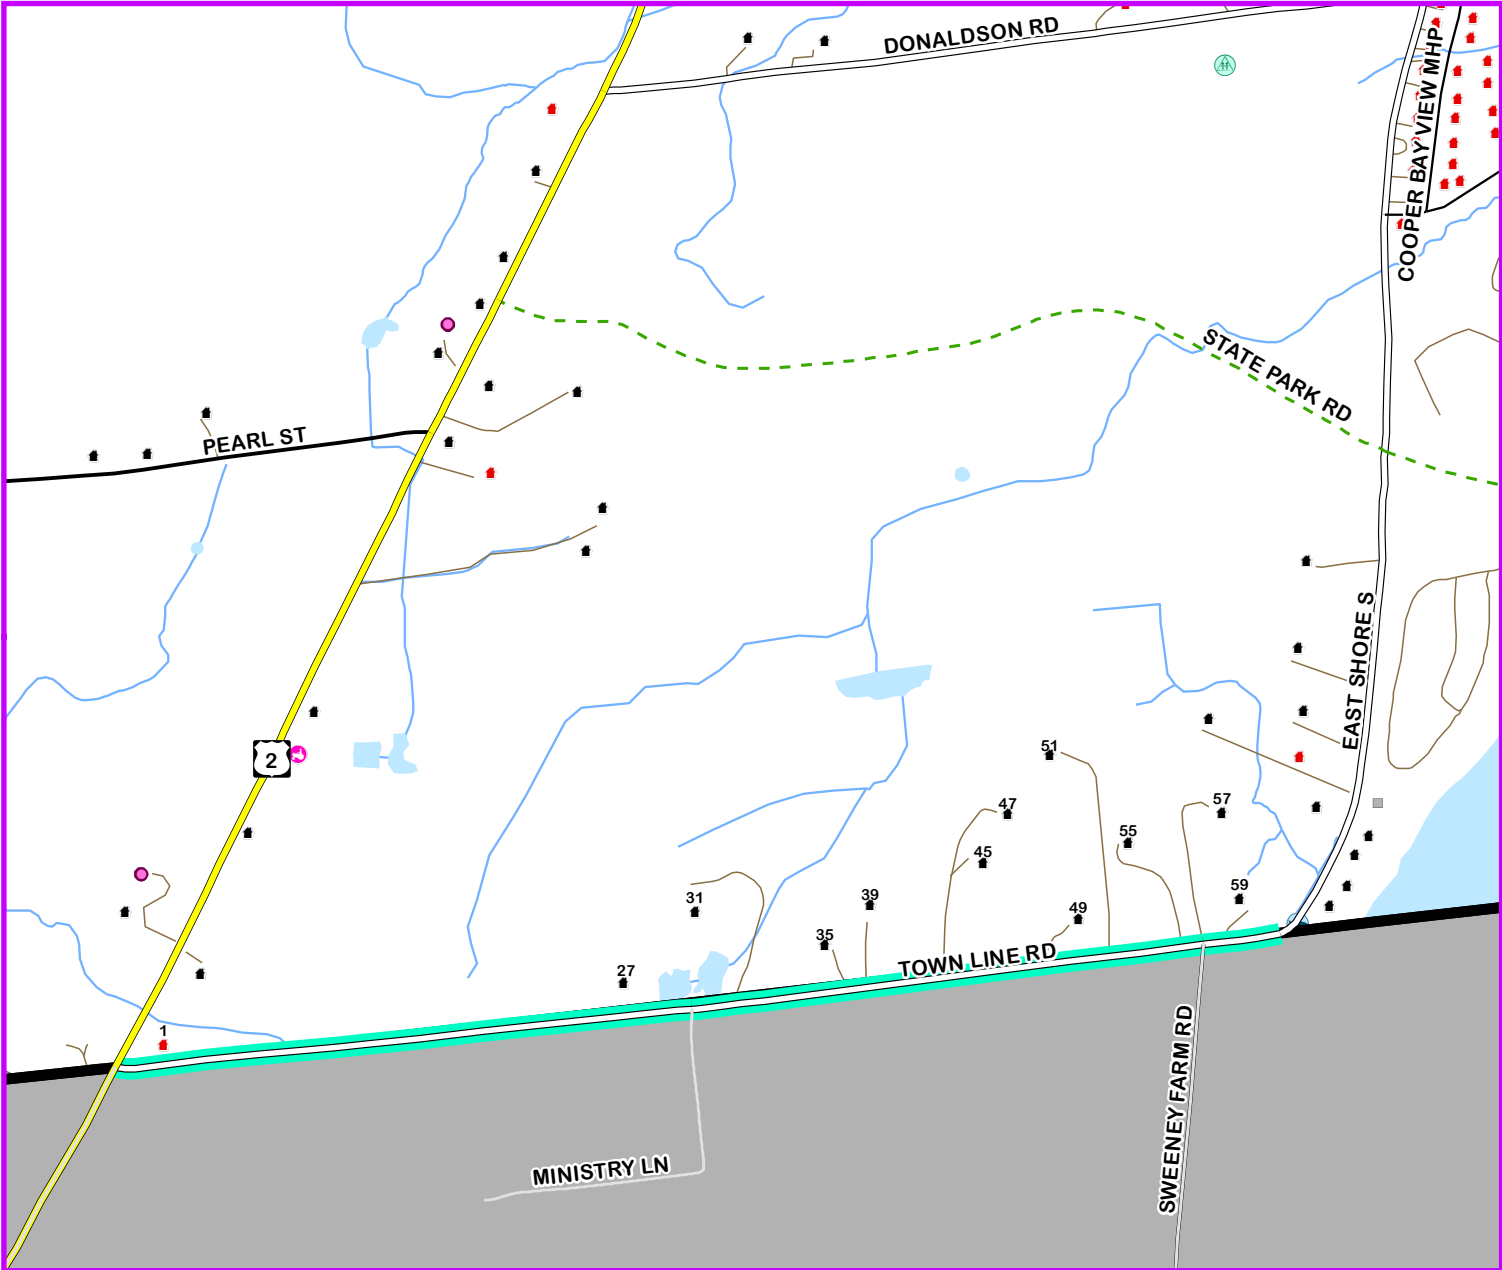 DONALDSON RD
COOPER BAY VIEW MHP
STATE PARK RD
PEARL ST
EAST SHORE S
2
51
47
57
55
45
59
31
39
49
35
27
TOWN LINE RD
1
SWEENEY FARM RD
MINISTRY LN